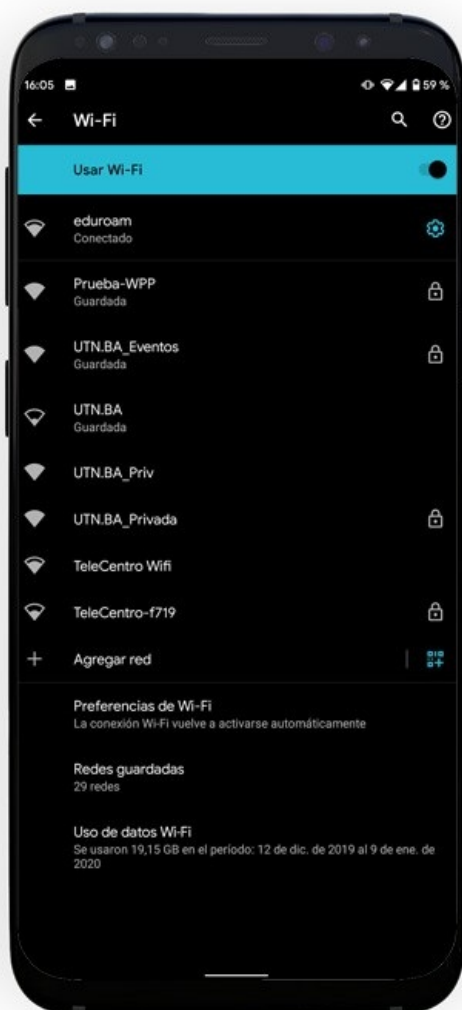 16:05
59 %
Wi-Fi
Usar Wi-Fi
eduroam
Conectado
Prueba-WPP
Guardada
UTN.BA_Eventos
Guardada
UTN.BA
Guardada
UTN.BA_Priv
UTN.BA_Privada
TeleCentro Wifi
TeleCentro-f719
Agregar red
Preferencias de Wi-Fi
La conexión Wi-Fi vuelve a activarse automáticamente
Redes guardadas
29 redes
Uso de datos Wi-Fi
Se usaron 19,15 GB en el período: 12 de dic. de 2019 al 9 de ene. de
2020